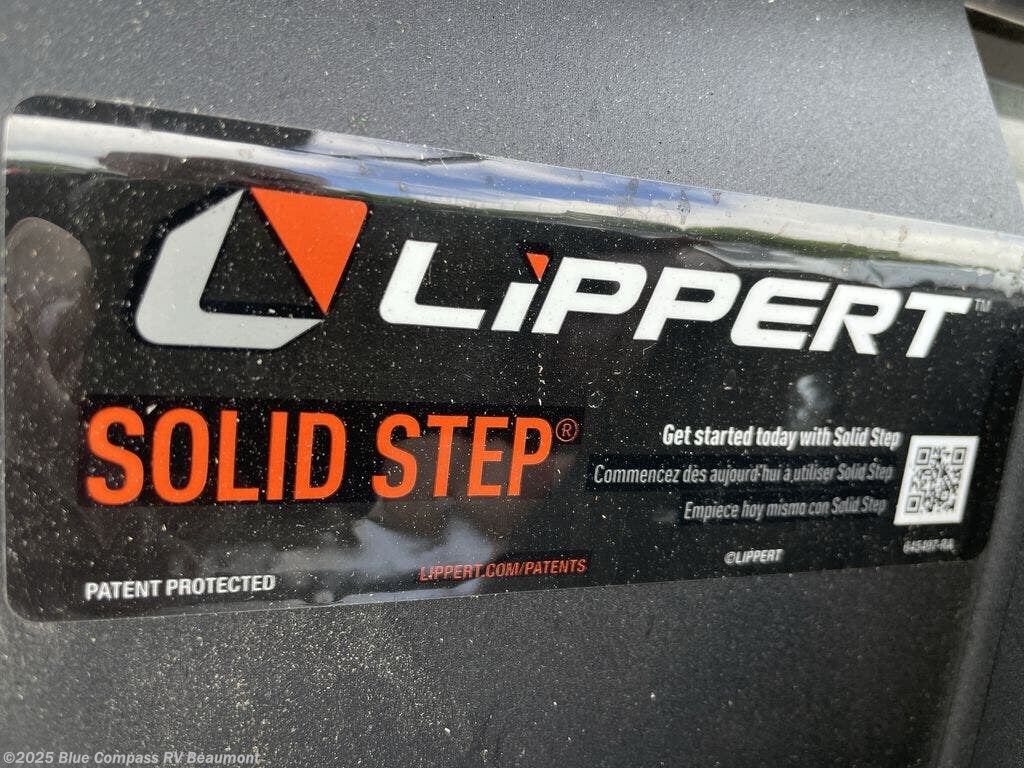 LiPPERT™
SOLID STEP®
Get started today with Solid Step
Commencez dès aujourd'hui à utiliser Solid Step
Empiece hoy mismo con Solid Step
©LIPPERT
PATENT PROTECTED
LIPPERT.COM/PATENTS
©2025 Blue Compass RV Beaumont